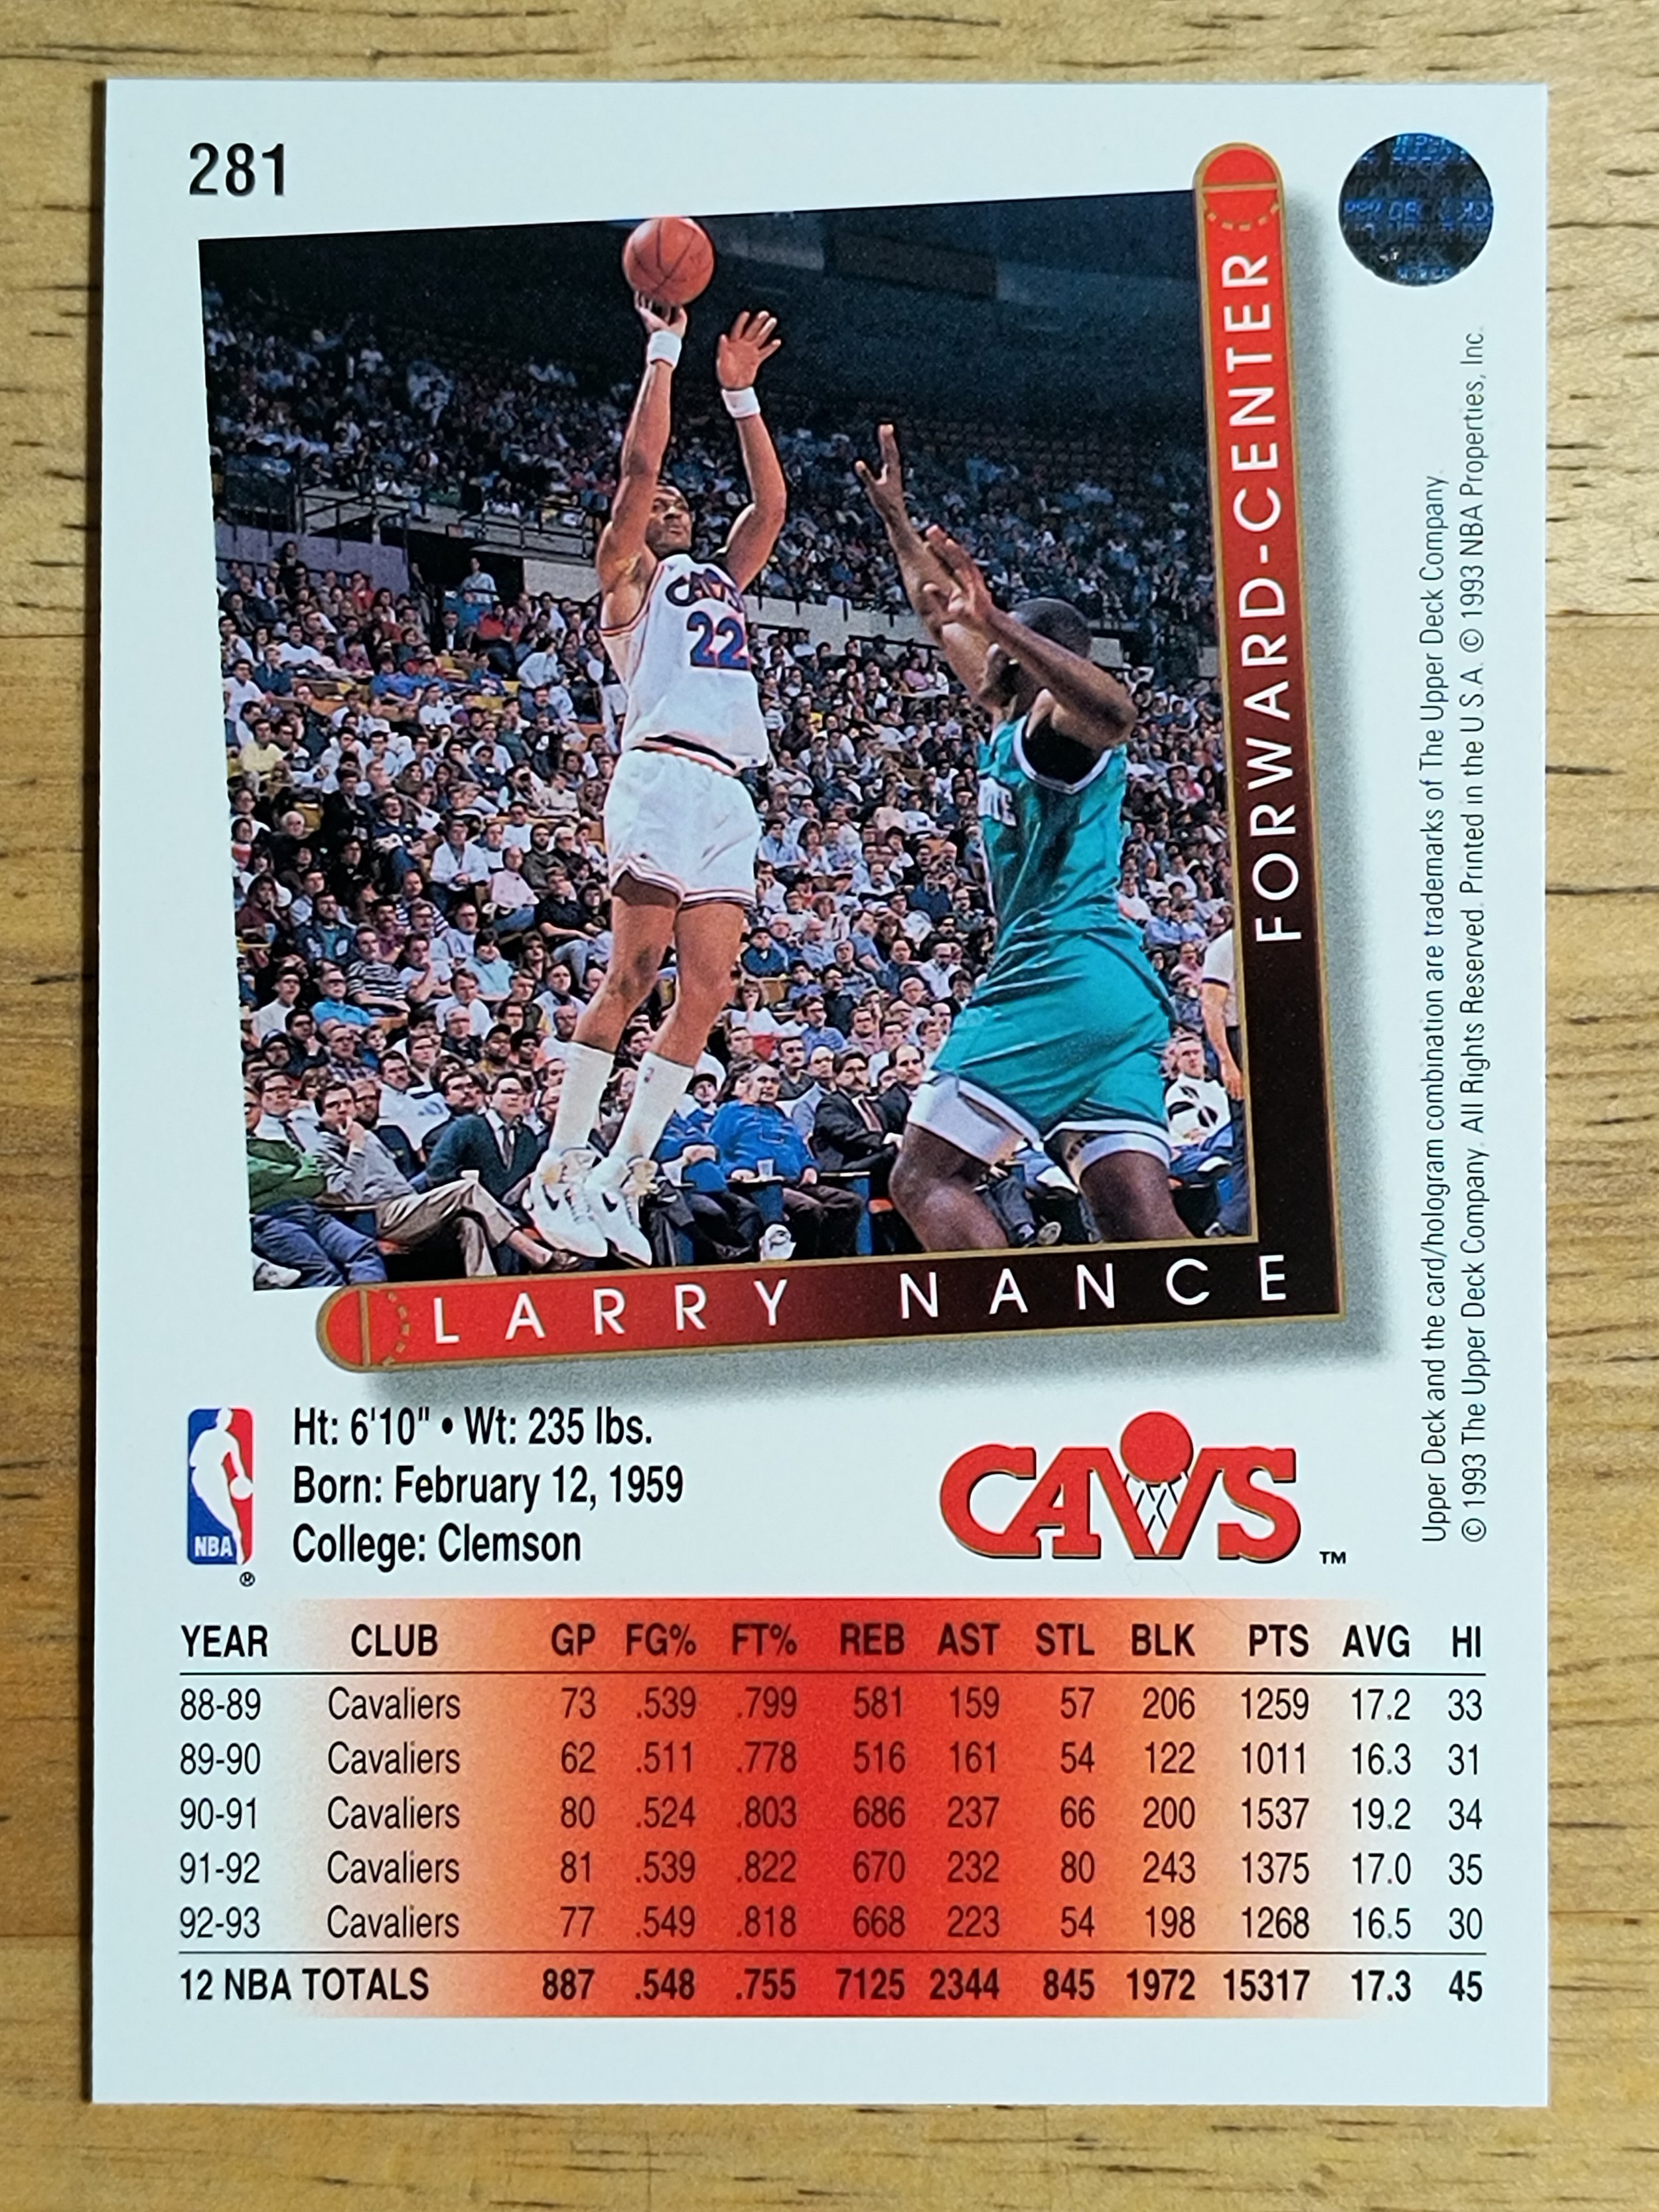 281
FORWARD-CENTER
CAVS
22
LARRY NANCE
Upper Deck and the card/hologram combination are trademarks of The Upper Deck Company.
© 1993 The Upper Deck Company. All Rights Reserved. Printed in the U.S.A. © 1993 NBA Properties, Inc.
NBA
®
Ht: 6'10" • Wt: 235 lbs.
Born: February 12, 1959
College: Clemson
CAVS ™
YEAR CLUB GP FG% FT% REB AST STL BLK PTS AVG HI
88-89 Cavaliers 73 .539 .799 581 159 57 206 1259 17.2 33
89-90 Cavaliers 62 .511 .778 516 161 54 122 1011 16.3 31
90-91 Cavaliers 80 .524 .803 686 237 66 200 1537 19.2 34
91-92 Cavaliers 81 .539 .822 670 232 80 243 1375 17.0 35
92-93 Cavaliers 77 .549 .818 668 223 54 198 1268 16.5 30
12 NBA TOTALS 887 .548 .755 7125 2344 845 1972 15317 17.3 45